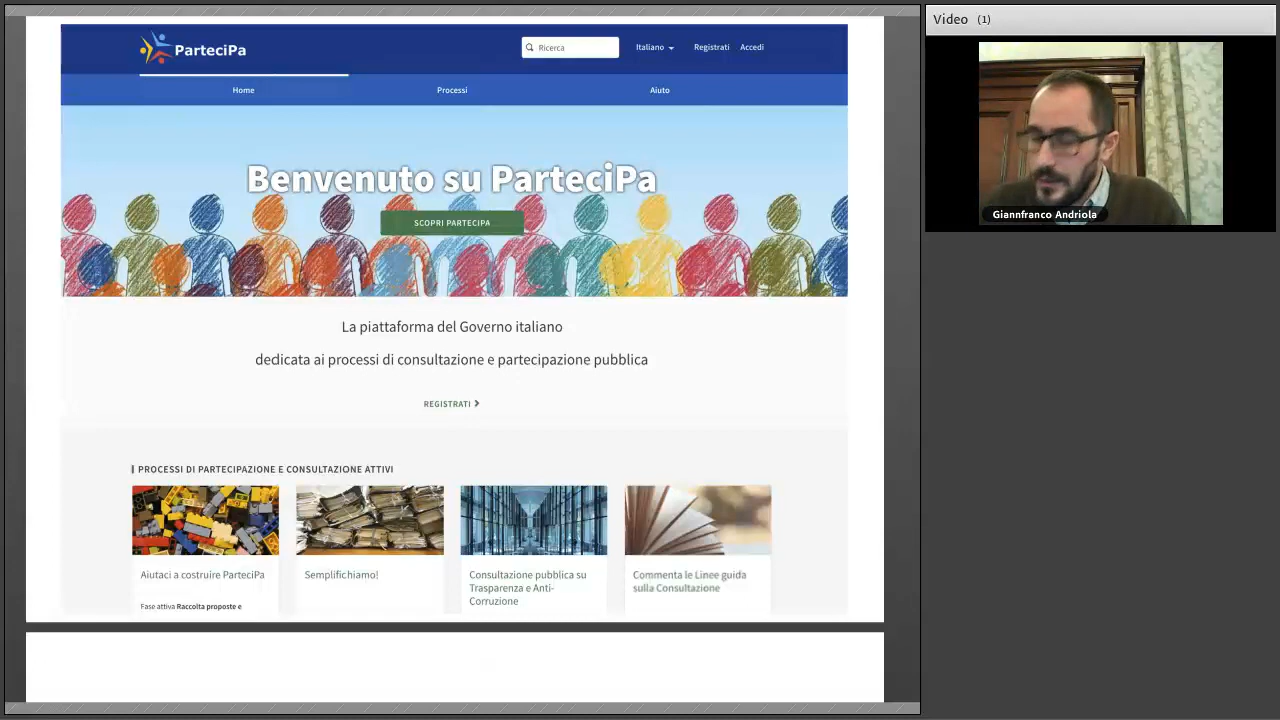 ParteciPa
Ricerca
Italiano
Registrati
Accedi
Home
Processi
Aiuto
Benvenuto su ParteciPa
SCOPRI PARTECIPA
La piattaforma del Governo italiano
dedicata ai processi di consultazione e partecipazione pubblica
REGISTRATI
PROCESSI DI PARTECIPAZIONE E CONSULTAZIONE ATTIVI
Aiutaci a costruire ParteciPa
Fase attiva Raccolta proposte e
Semplifichiamo!
Consultazione pubblica su
Trasparenza e Anti-
Corruzione
Commenta le Linee guida
sulla Consultazione
Video (1)
Giannfranco Andriola